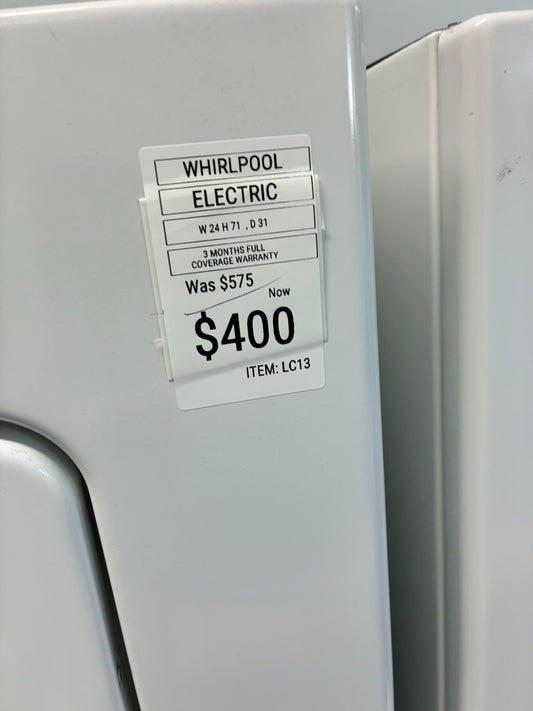 WHIRLPOOL
ELECTRIC
W 24 H 71 , D 31
3 MONTHS FULL
COVERAGE WARRANTY
Was $575
Now
$400
ITEM: LC13